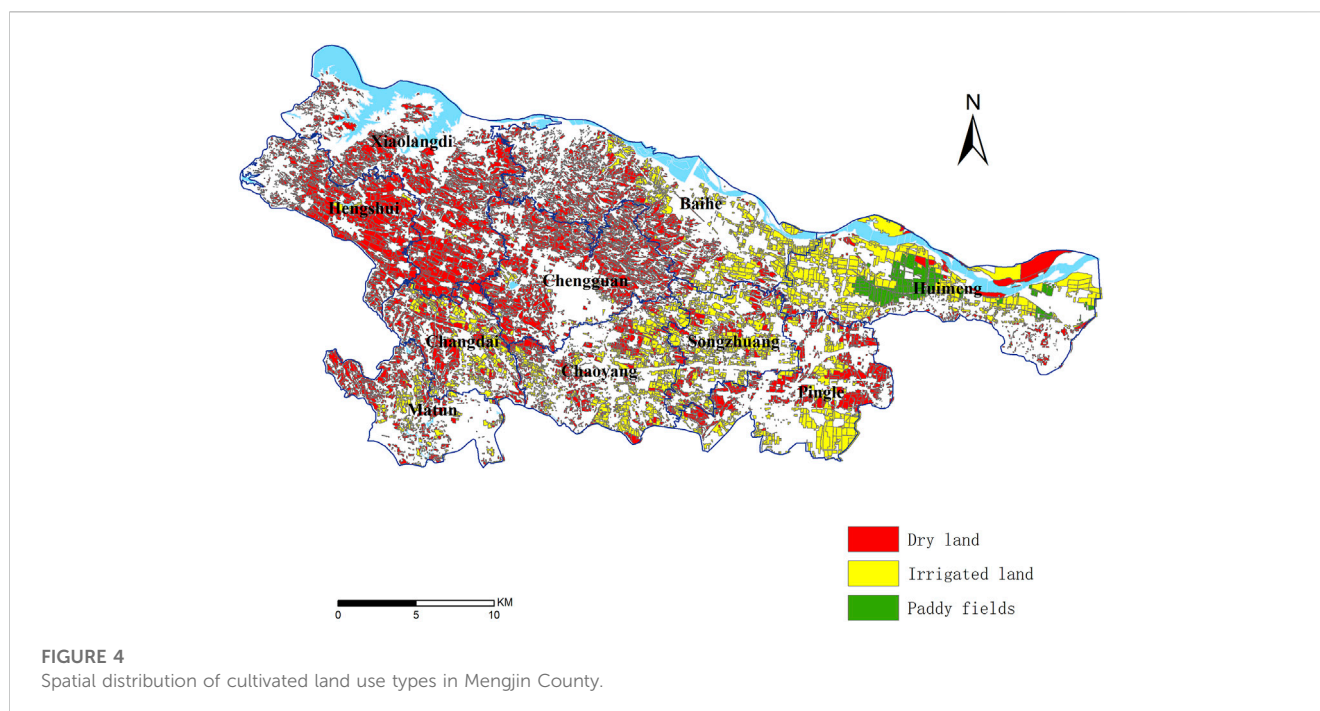 N
Xiaolangdi
Hengshui
Baihe
Chengguan
Huimeng
Changdai
Songzhuang
Chaoyang
Pingle
Matun
Dry land
Irrigated land
Paddy fields
KM
0 5 10
FIGURE 4
Spatial distribution of cultivated land use types in Mengjin County.